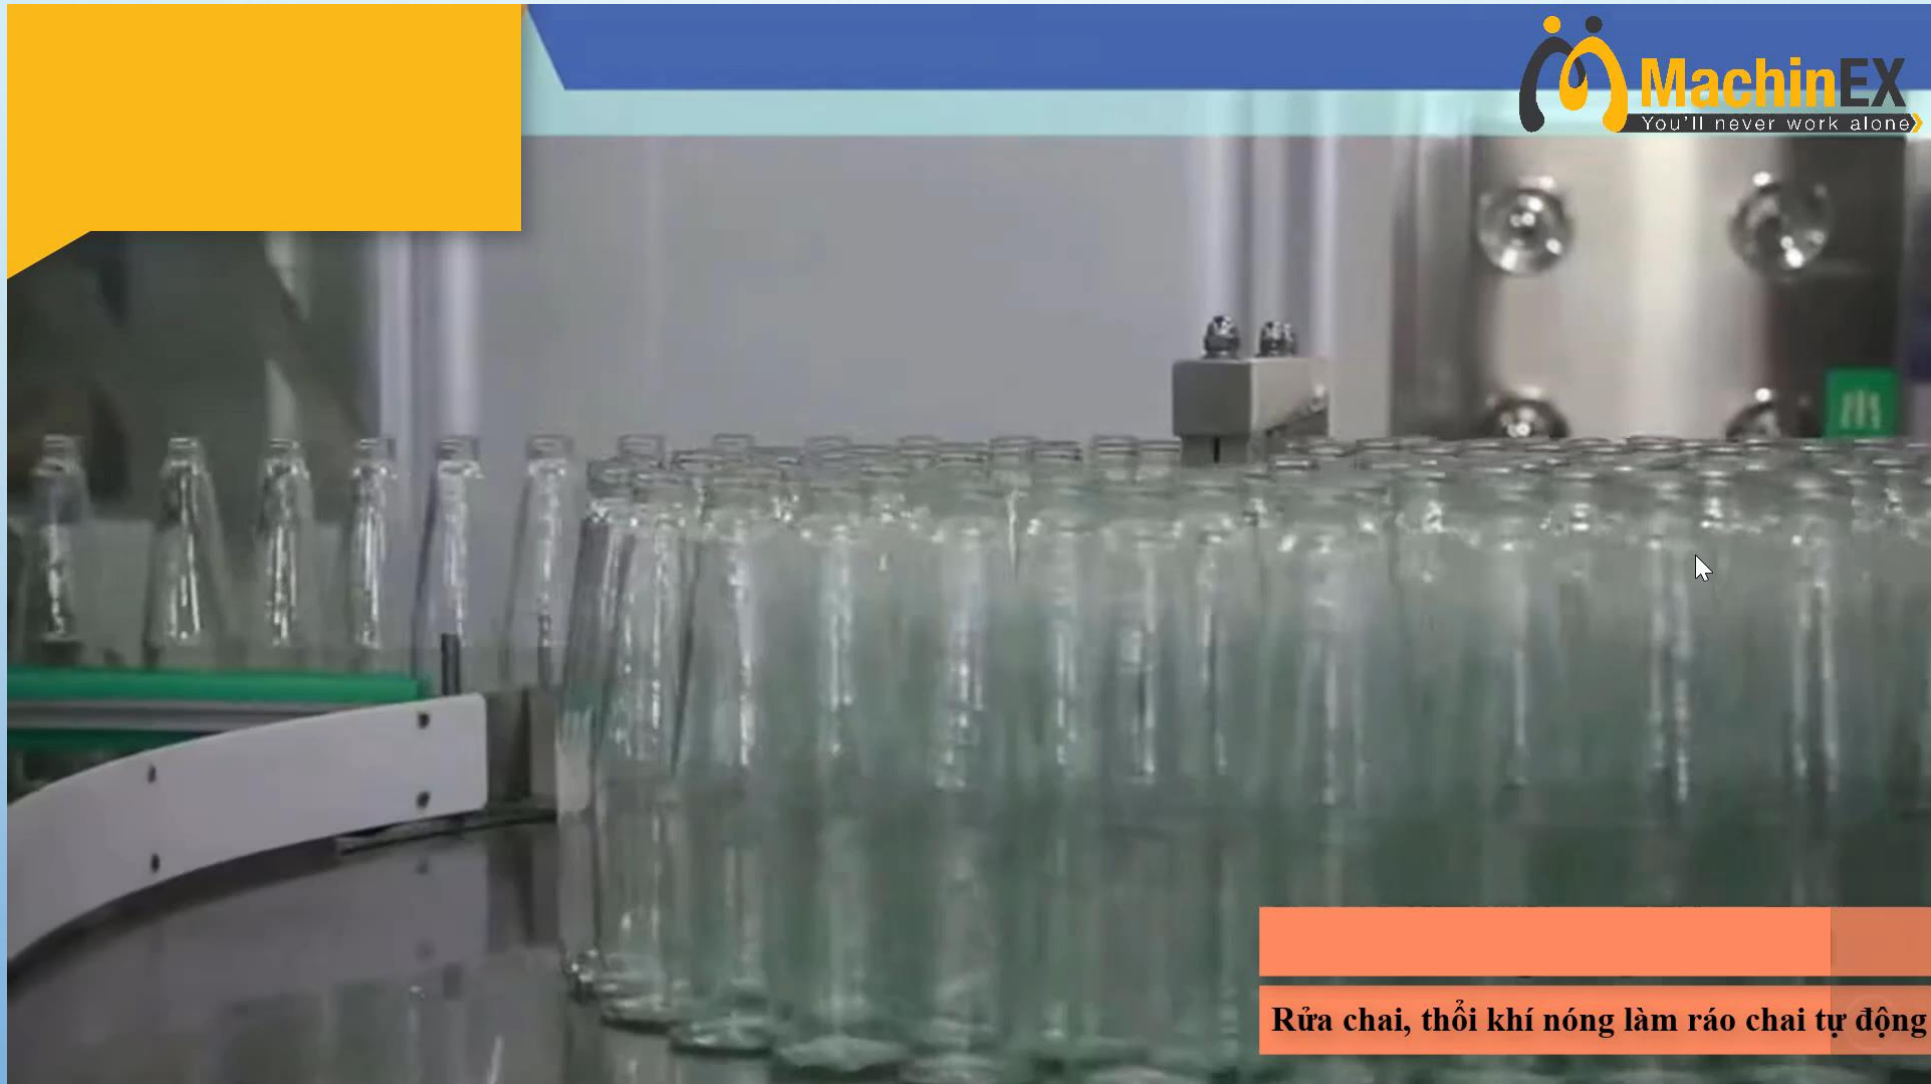 MachinEX
You'll never work alone
Rửa chai, thổi khí nóng làm ráo chai tự động